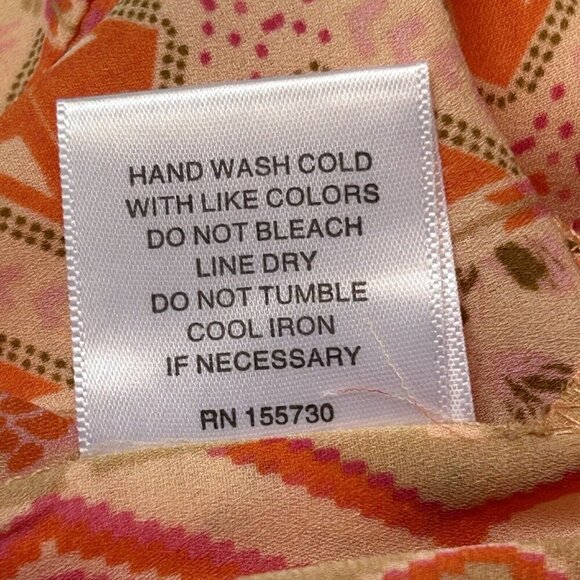 HAND WASH COLD
WITH LIKE COLORS
DO NOT BLEACH
LINE DRY
DO NOT TUMBLE
COOL IRON
IF NECESSARY
RN 155730